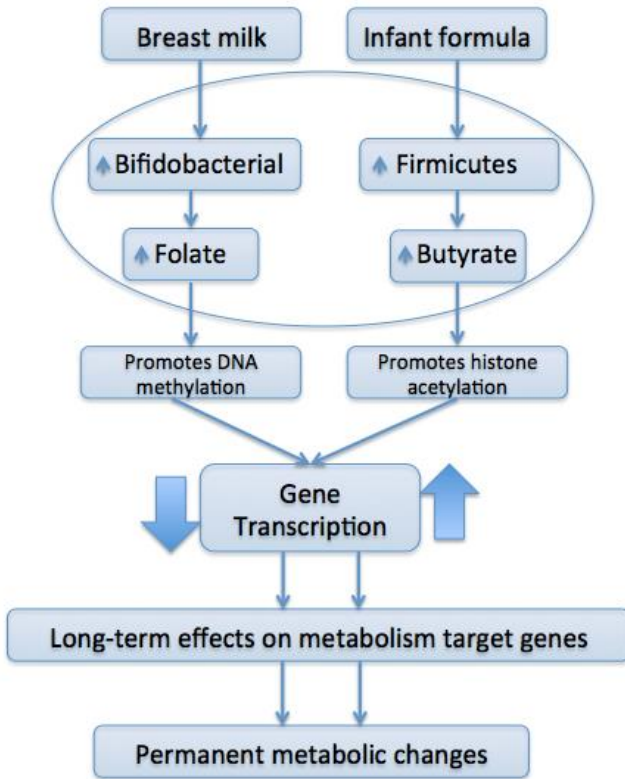 Breast milk
Infant formula
Bifidobacterial
Firmicutes
Folate
Butyrate
Promotes DNA
methylation
Promotes histone
acetylation
Gene
Transcription
Long-term effects on metabolism target genes
Permanent metabolic changes